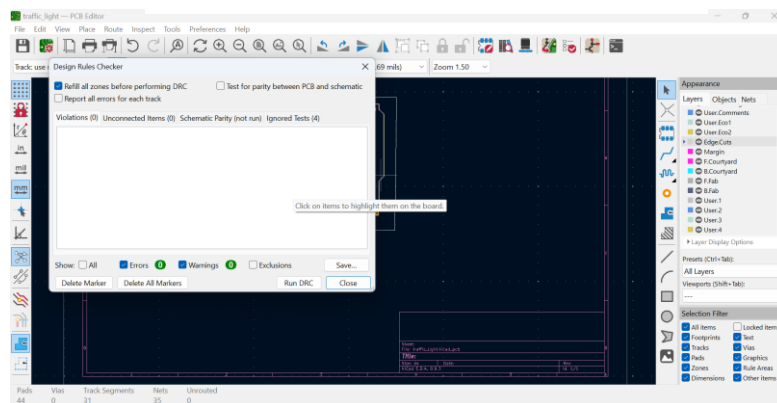 traffic_light — PCB Editor
File Edit View Place Route Inspect Tools Preferences Help
Track: use
69 mils)
Zoom 1.50
Design Rules Checker
Refill all zones before performing DRC
Test for parity between PCB and schematic
Report all errors for each track
Violations (0) Unconnected Items (0) Schematic Parity (not run) Ignored Tests (4)
Click on items to highlight them on the board.
Show: All Errors 0 Warnings 0 Exclusions Save...
Delete Marker Delete All Markers Run DRC Close
in
mil
mm
Appearance
Layers Objects Nets
User.Comments
User.Eco1
User.Eco2
Edge.Cuts
Margin
F.Courtyard
B.Courtyard
F.Fab
B.Fab
User.1
User.2
User.3
User.4
Layer Display Options
Presets (Ctrl+Tab):
All Layers
Viewports (Shift+Tab):
---
Selection Filter
All items Locked item
Footprints Text
Tracks Vias
Pads Graphics
Zones Rule Areas
Dimensions Other items
Title:
Pads Vias Track Segments Nets Unrouted
44 0 31 35 0